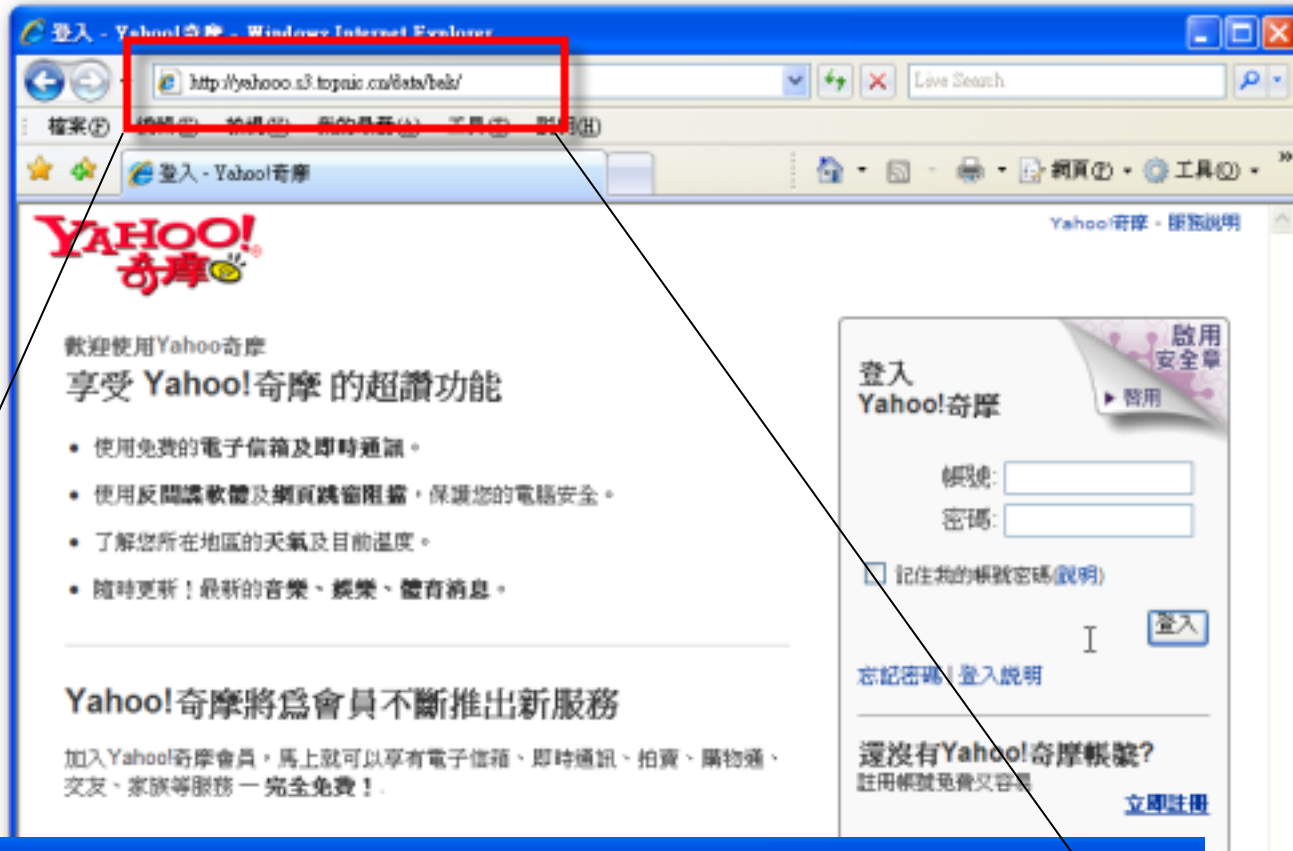 登入 - Yahoo!奇摩 - Windows Internet Explorer
http://yahooo.s3.topnic.cn/data/bak/
Live Search
檔案(F) 編輯(E) 檢視(V) 我的最愛(A) 工具(T) 說明(H)
登入 - Yahoo!奇摩
網頁(P) 工具(O)
YAHOO!
奇摩
Yahoo!奇摩 - 服務說明
歡迎使用Yahoo奇摩
享受 Yahoo!奇摩 的超讚功能
使用免費的電子信箱及即時通訊。
使用反間諜軟體及網頁跳窗阻擋，保護您的電腦安全。
了解您所在地區的天氣及目前溫度。
隨時更新！最新的音樂、娛樂、體育消息。
Yahoo!奇摩將為會員不斷推出新服務
加入Yahoo!奇摩會員，馬上就可以享有電子信箱、即時通訊、拍賣、購物通、
交友、家族等服務 — 完全免費！
啟用
安全章
啟用
登入
Yahoo!奇摩
帳號:
密碼:
記住我的帳號密碼(說明)
登入
忘記密碼 | 登入說明
還沒有Yahoo!奇摩帳號?
註冊帳號免費又容易
立即註冊